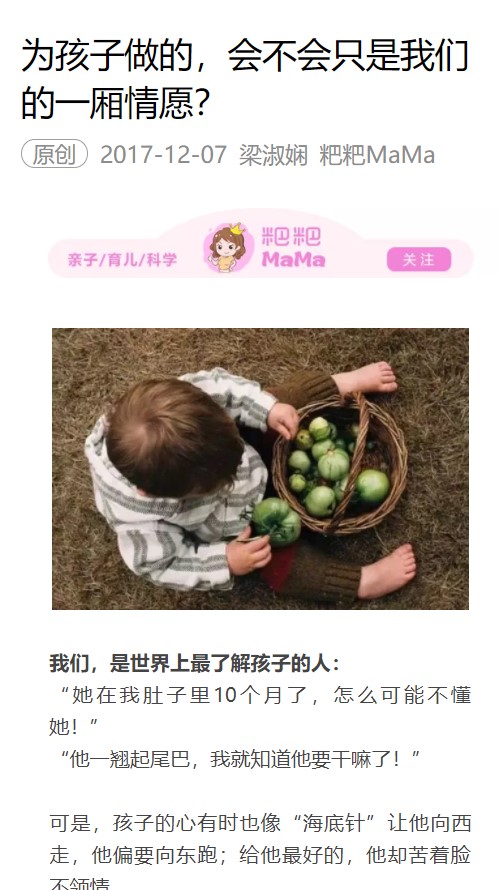 为孩子做的，会不会只是我们
的一厢情愿？
原创 2017-12-07 梁淑娴 粑粑MaMa
亲子/育儿/科学
粑粑
MaMa
关注
我们，是世界上最了解孩子的人：
“她在我肚子里10个月了，怎么可能不懂
她！”
“他一翘起尾巴，我就知道他要干嘛了！”
可是，孩子的心有时也像“海底针”让他向西
走，他偏要向东跑；给他最好的，他却苦着脸
不领情